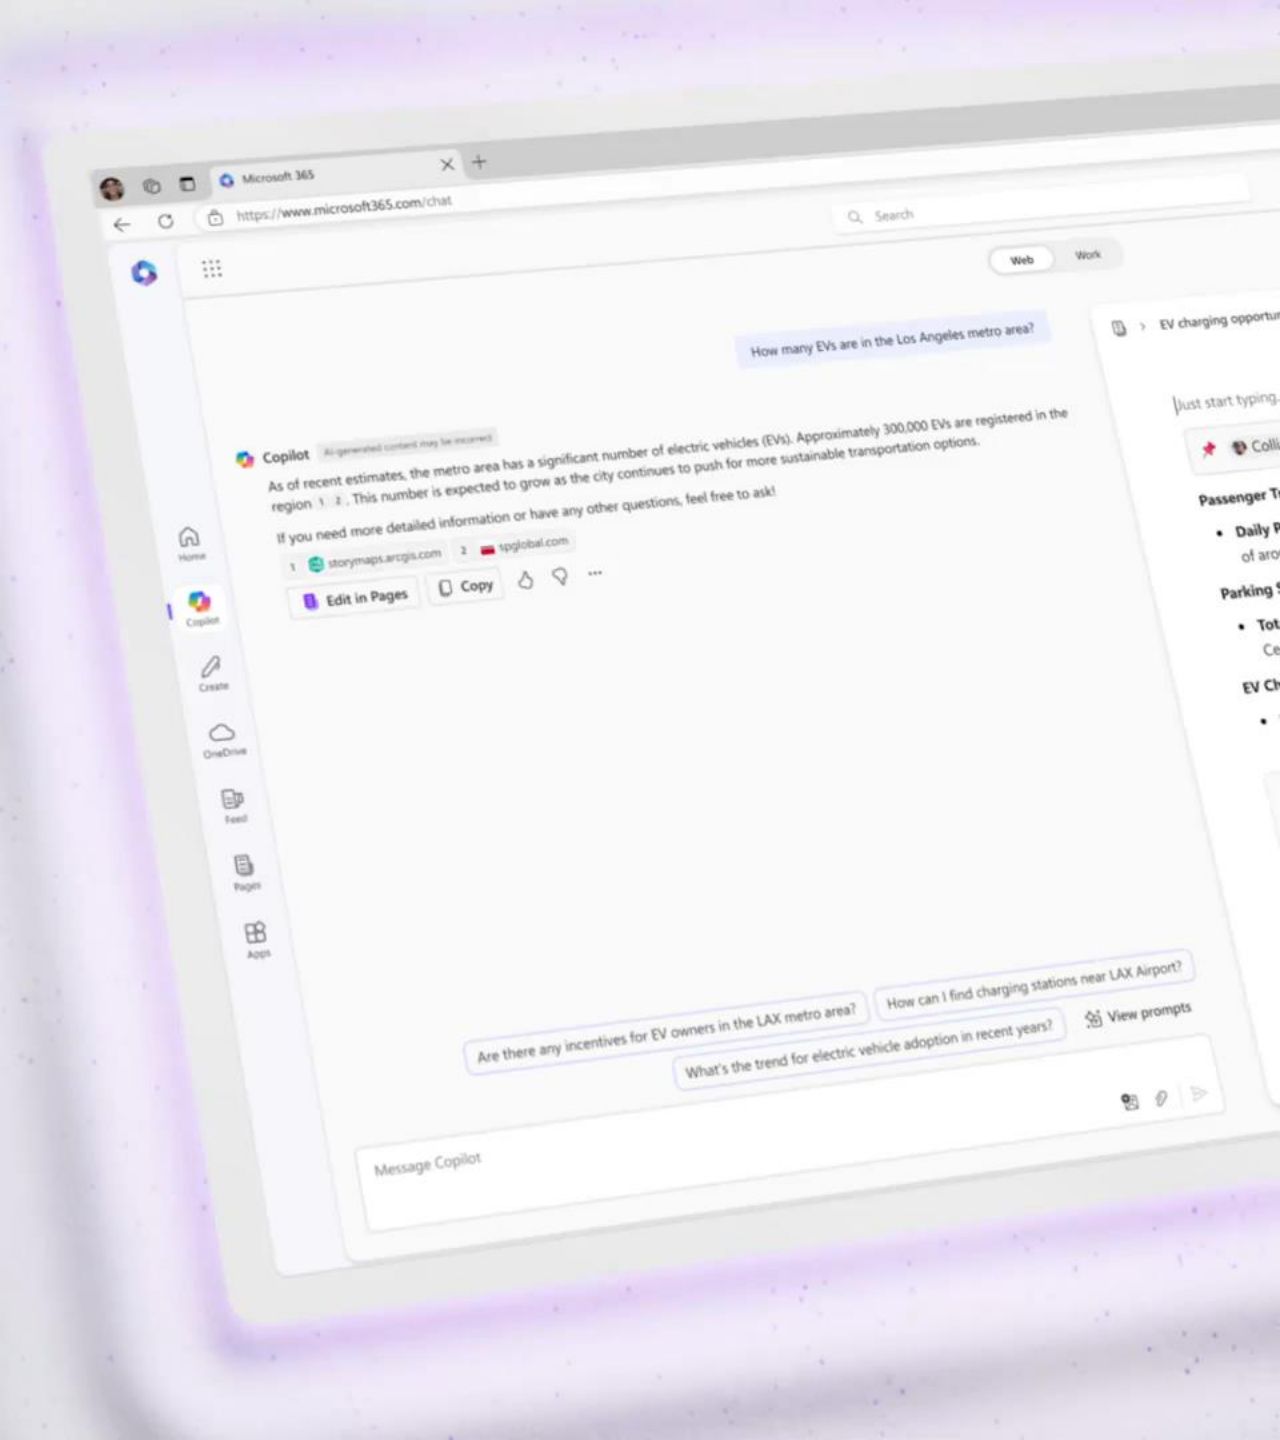 Microsoft 365
https://www.microsoft365.com/chat
Search
Web
Work
How many EVs are in the Los Angeles metro area?
Copilot
AI-generated content may be incorrect
As of recent estimates, the metro area has a significant number of electric vehicles (EVs). Approximately 300,000 EVs are registered in the
region 1 2. This number is expected to grow as the city continues to push for more sustainable transportation options.
If you need more detailed information or have any other questions, feel free to ask!
1 storymaps.arcgis.com 2 spglobal.com
Edit in Pages
Copy
Home
Copilot
Create
OneDrive
Feed
Pages
Apps
Are there any incentives for EV owners in the LAX metro area?
How can I find charging stations near LAX Airport?
What's the trend for electric vehicle adoption in recent years?
View prompts
Message Copilot
EV charging
Just start typing.
Passenger
Daily
of
Parking
EV